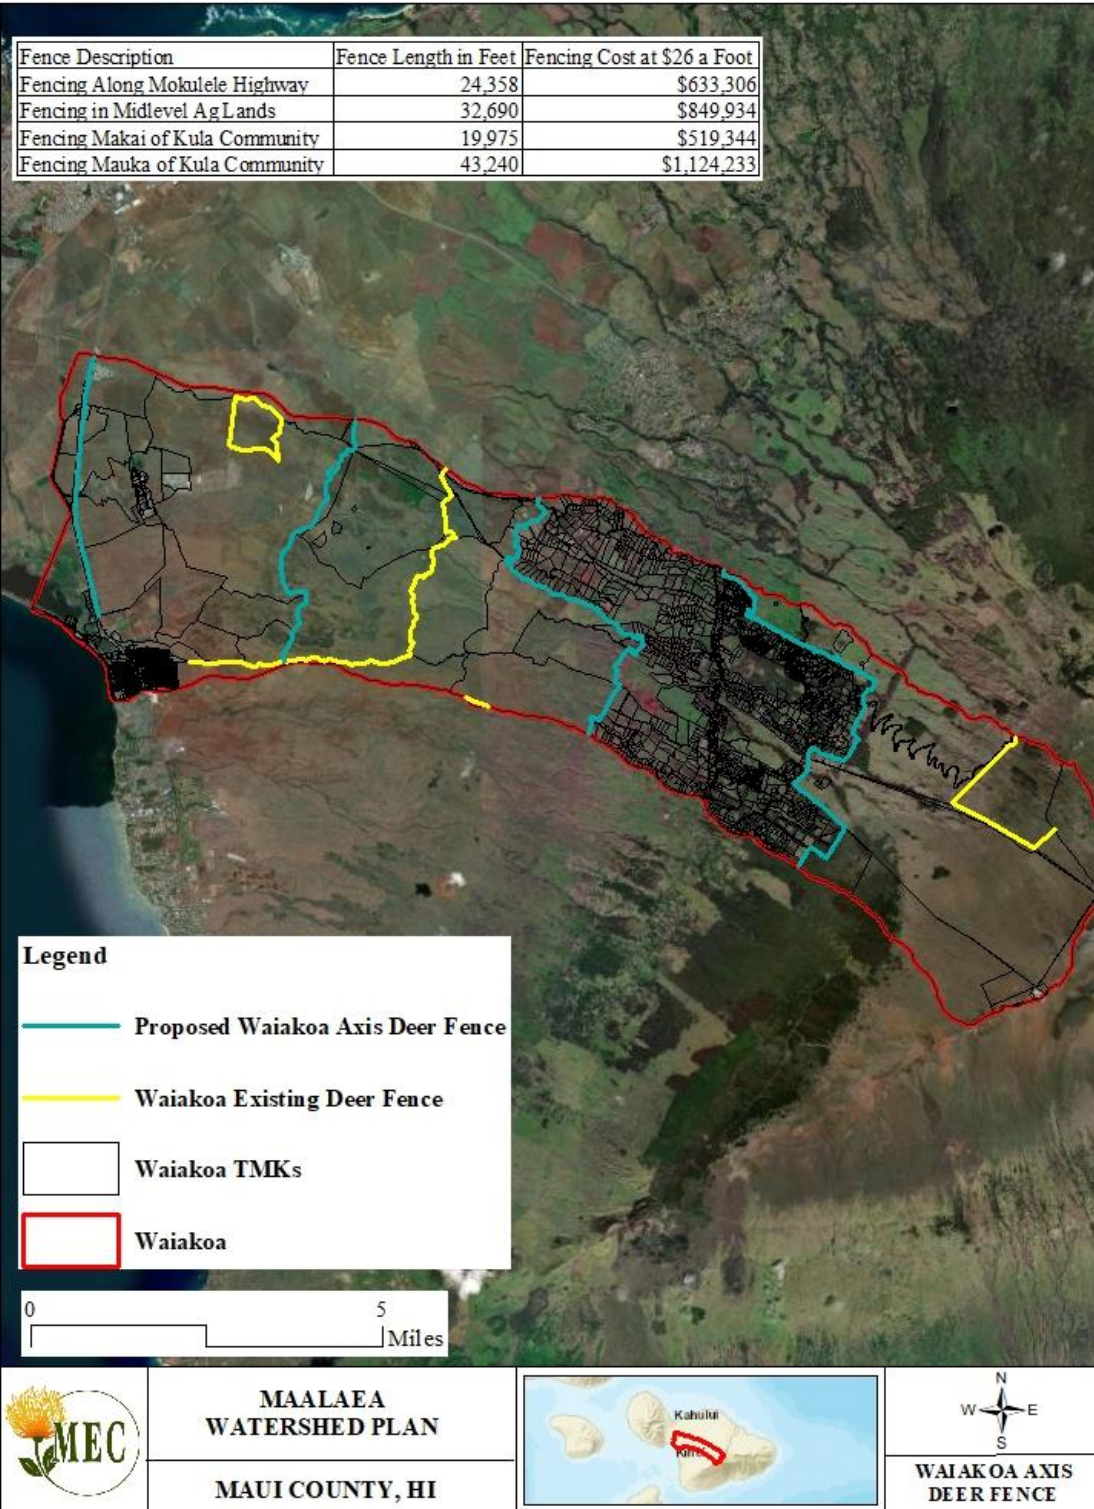 Fence Description Fence Length in Feet Fencing Cost at $26 a Foot
Fencing Along Mokulele Highway 24,358 $633,306
Fencing in Midlevel Ag Lands 32,690 $849,934
Fencing Makai of Kula Community 19,975 $519,344
Fencing Mauka of Kula Community 43,240 $1,124,233
Legend
Proposed Waiakoa Axis Deer Fence
Waiakoa Existing Deer Fence
Waiakoa TMKs
Waiakoa
0 5
Miles
MEC
MAALAEA
WATERSHED PLAN
MAUI COUNTY, HI
Kahului
N
W E
S
WAIAKOA AXIS
DEER FENCE